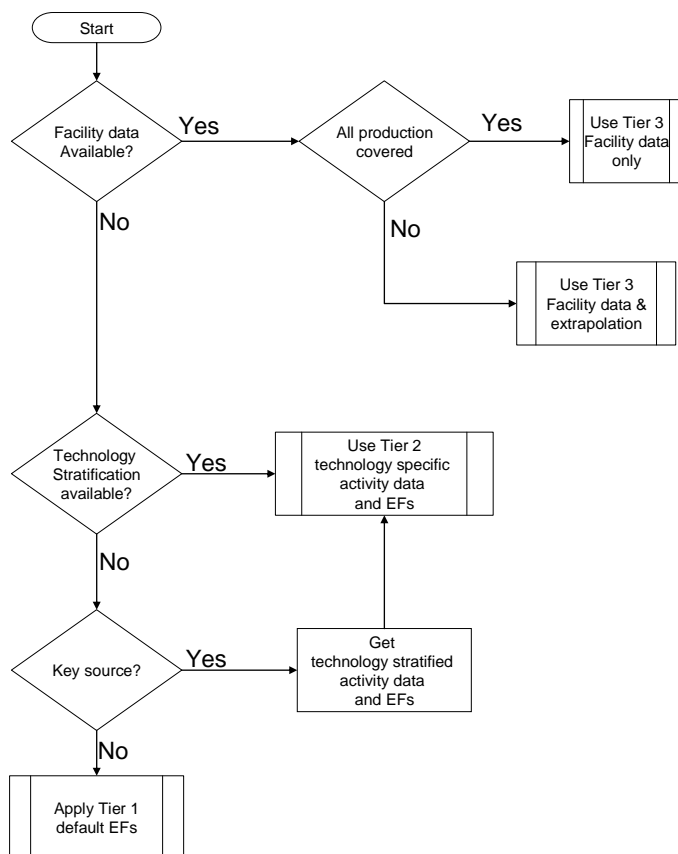 Start
Facility data
Available?
Yes
All production
covered
Yes
Use Tier 3
Facility data
only
No
No
Use Tier 3
Facility data &
extrapolation
Technology
Stratification
available?
Yes
Use Tier 2
technology specific
activity data
and EFs
No
Key source?
Yes
Get
technology stratified
activity data
and EFs
No
Apply Tier 1
default EFs